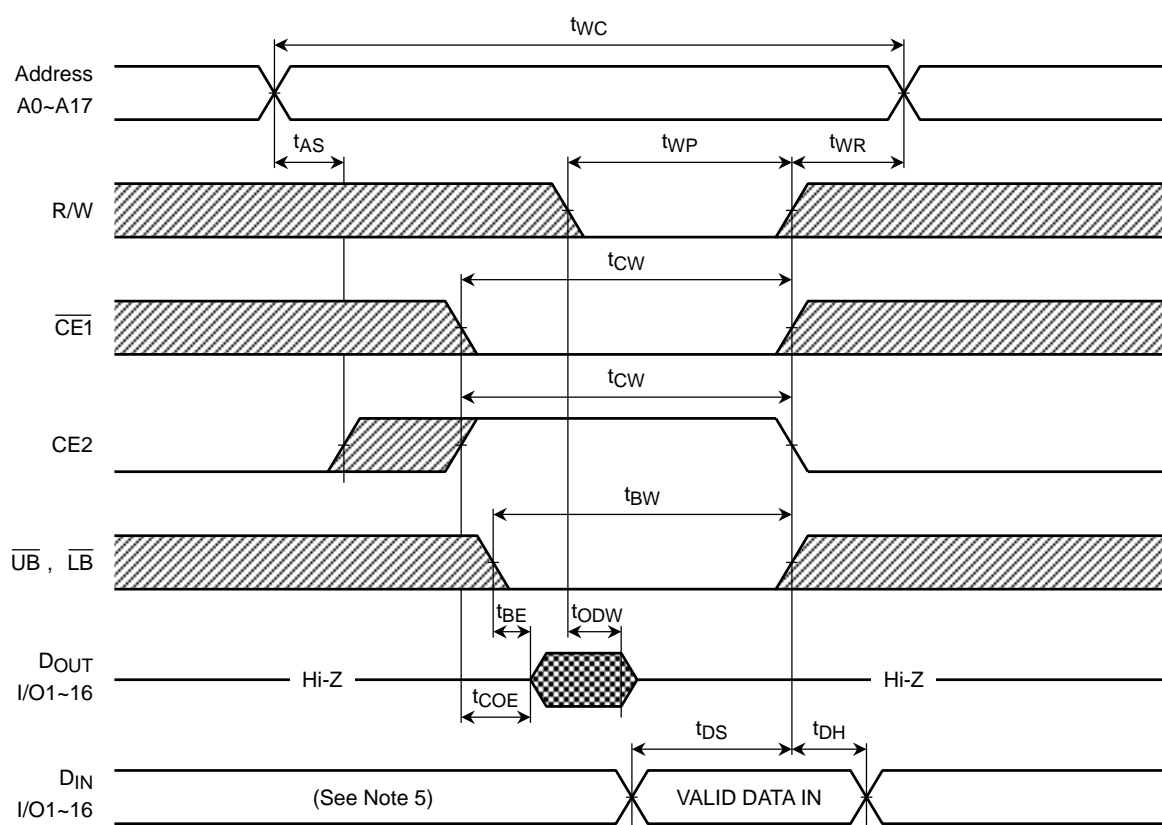 tWC
Address
A0~A17
tAS
tWP
tWR
R/W
tCW
CE1
tCW
CE2
tBW
UB , LB
tBE
tODW
DOUT
I/O1~16
Hi-Z
Hi-Z
tCOE
tDS
tDH
DIN
I/O1~16
(See Note 5)
VALID DATA IN